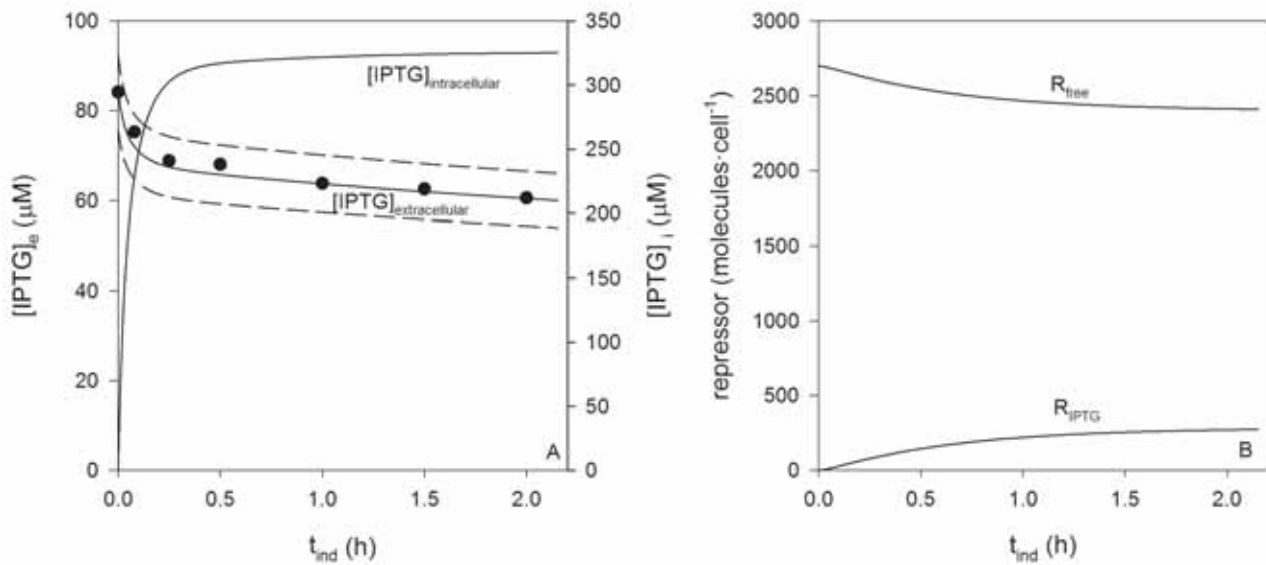 100
80
60
40
20
0
[IPTG]e (μM)
350
300
250
200
150
100
50
0
[IPTG] i (μM)
[IPTG]intracellular
[IPTG]extracellular
A
0.0 0.5 1.0 1.5 2.0
tind (h)
3000
2500
2000
1500
1000
500
0
repressor (molecules·cell-1)
Rfree
RIPTG
B
0.0 0.5 1.0 1.5 2.0
tind (h)